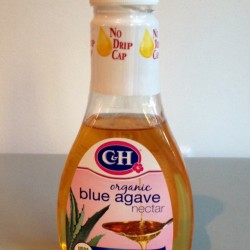 No
Drip
Cap
No
Drip
Cap
C&H
organic
blue agave
nectar